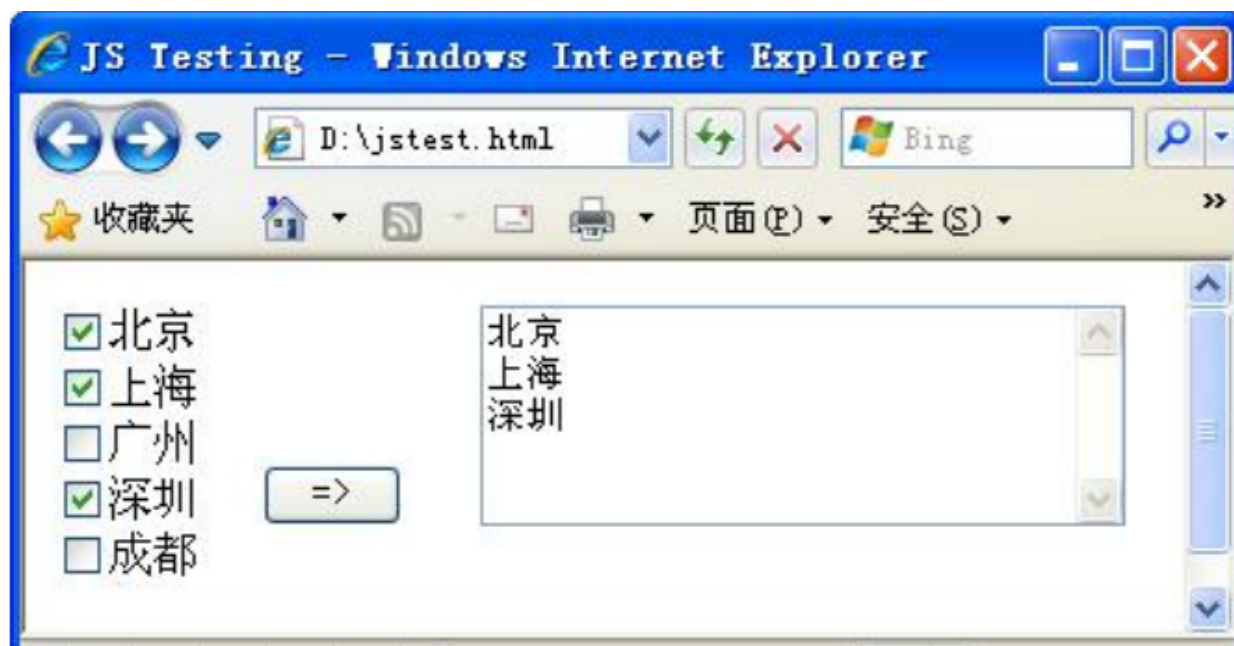 JS Testing - Windows Internet Explorer
D:\jstest.html Bing
收藏夹 页面(P) 安全(S) »
北京
上海
广州
深圳
成都
=>
北京
上海
深圳